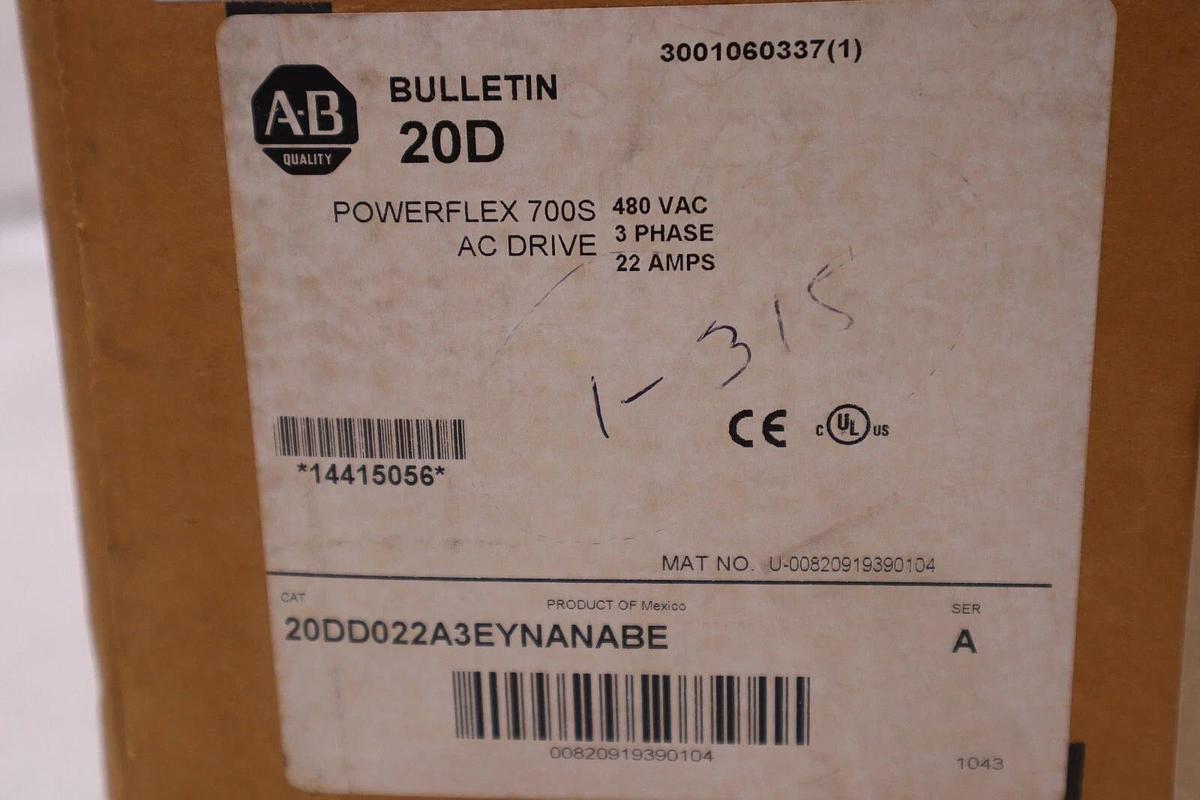 3001060337(1)
A-B
QUALITY
BULLETIN
20D
POWERFLEX 700S
AC DRIVE
480 VAC
3 PHASE
22 AMPS
1-315
CE
C UL US
*14415056*
MAT NO. U-00820919390104
CAT
PRODUCT OF Mexico
SER
20DD022A3EYNANABE
A
00820919390104
1043